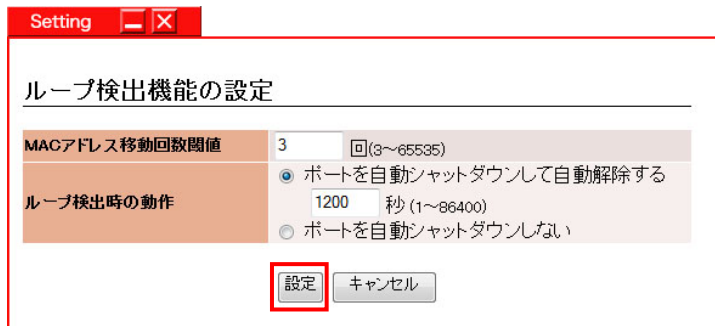 Setting
ループ検出機能の設定
MACアドレス移動回数閾値 3 回(3~65535)
ポートを自動シャットダウンして自動解除する
ループ検出時の動作 1200 秒(1~86400)
ポートを自動シャットダウンしない
設定 キャンセル